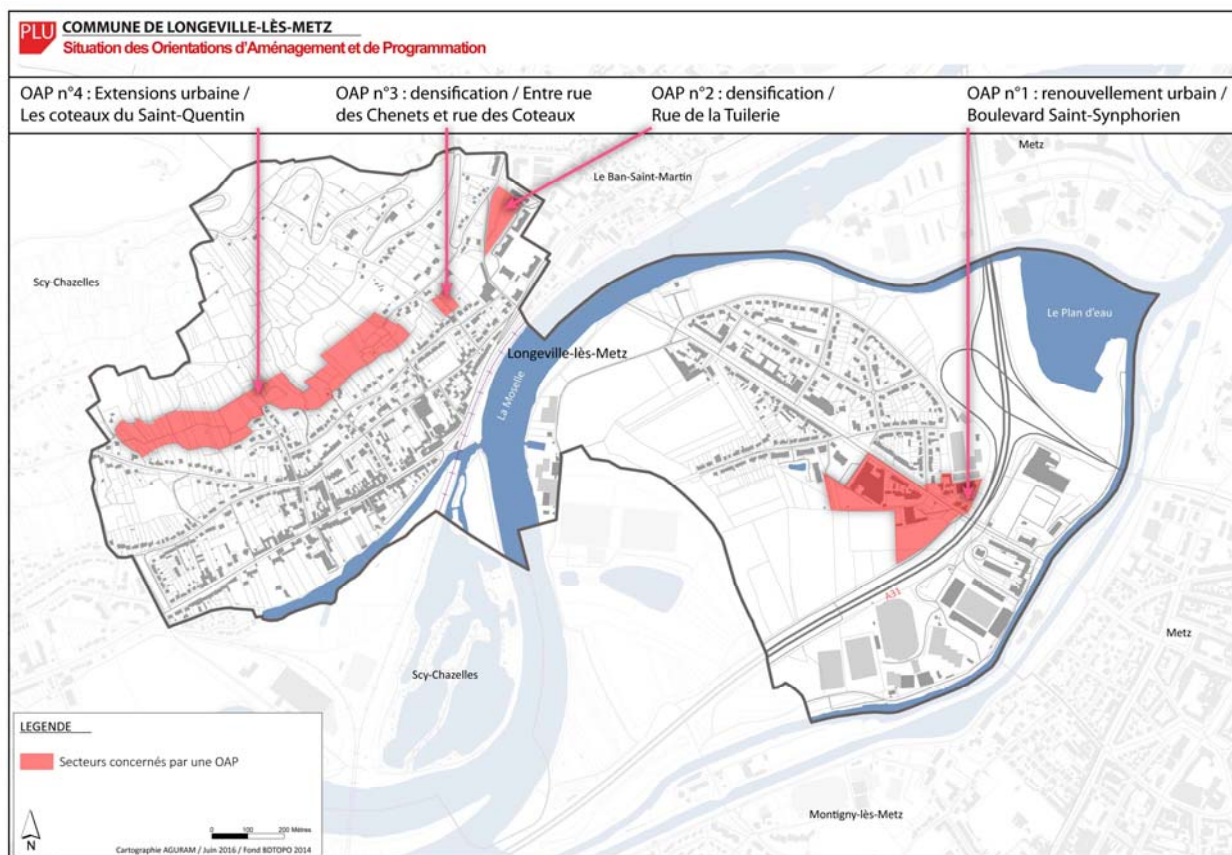 PLU COMMUNE DE LONGEVILLE-LÈS-METZ
Situation des Orientations d'Aménagement et de Programmation
OAP n°4 : Extensions urbaine /
Les coteaux du Saint-Quentin
OAP n°3 : densification / Entre rue
des Chenets et rue des Coteaux
OAP n°2 : densification /
Rue de la Tuilerie
OAP n°1 : renouvellement urbain /
Boulevard Saint-Synphorien
Metz
Le Ban-Saint-Martin
Scy-Chazelles
Le Plan d'eau
Longeville-lès-Metz
La Moselle
A31
Metz
Scy-Chazelles
Montigny-lès-Metz
LEGENDE
Secteurs concernés par une OAP
N
0 100 200 Mètres
Cartographie AGURAM / Juin 2016 / Fond BDTOPO 2014